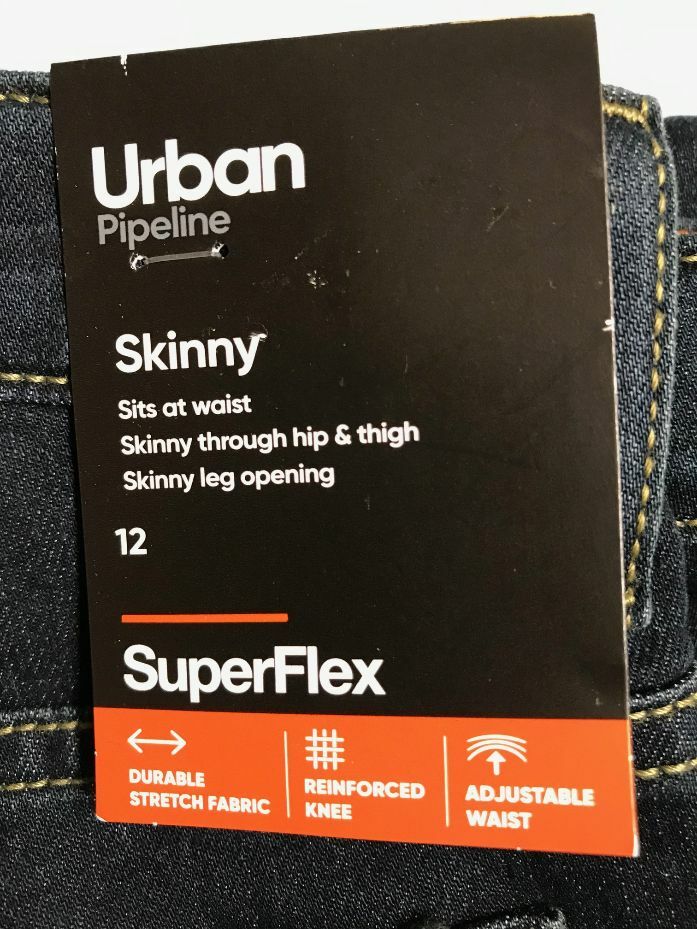 Urban
Pipeline
Skinny
Sits at waist
Skinny through hip & thigh
Skinny leg opening
12
SuperFlex
DURABLE
STRETCH FABRIC
REINFORCED
KNEE
ADJUSTABLE
WAIST